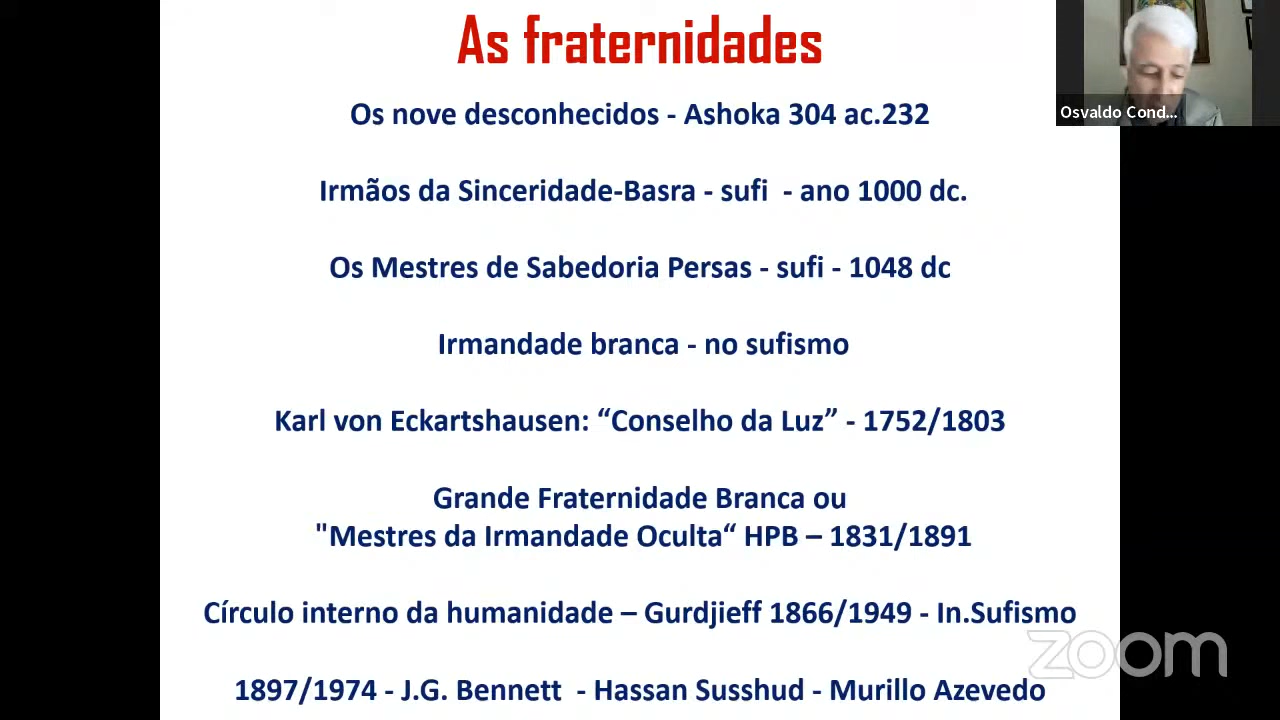 As fraternidades
Osvaldo Cond...
Os nove desconhecidos - Ashoka 304 ac.232
Irmãos da Sinceridade-Basra - sufi - ano 1000 dc.
Os Mestres de Sabedoria Persas - sufi - 1048 dc
Irmandade branca - no sufismo
Karl von Eckartshausen: “Conselho da Luz” - 1752/1803
Grande Fraternidade Branca ou
"Mestres da Irmandade Oculta“ HPB – 1831/1891
Círculo interno da humanidade – Gurdjieff 1866/1949 - In.Sufismo
zoom
1897/1974 - J.G. Bennett - Hassan Susshud - Murillo Azevedo